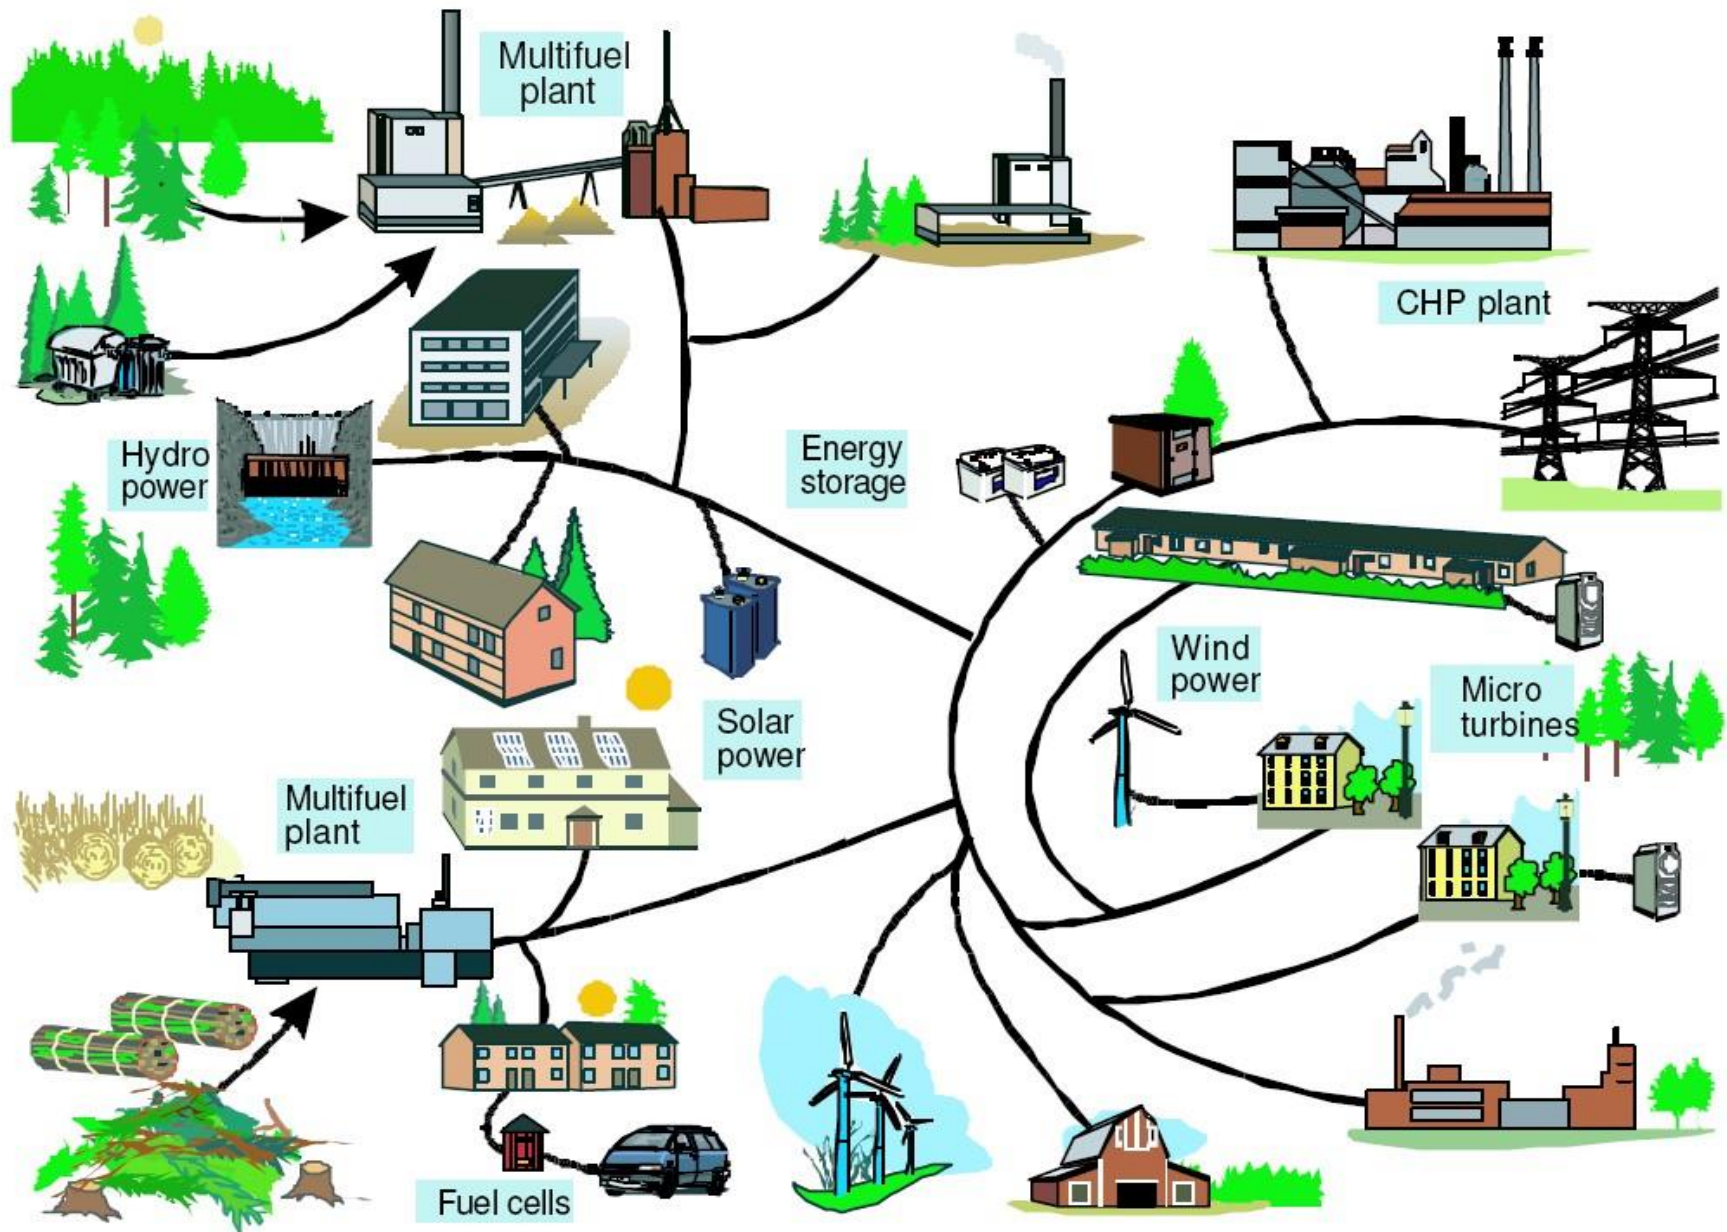 Multifuel
plant
CHP plant
Hydro
power
Energy
storage
Wind
power
Micro
turbines
Solar
power
Multifuel
plant
Fuel cells